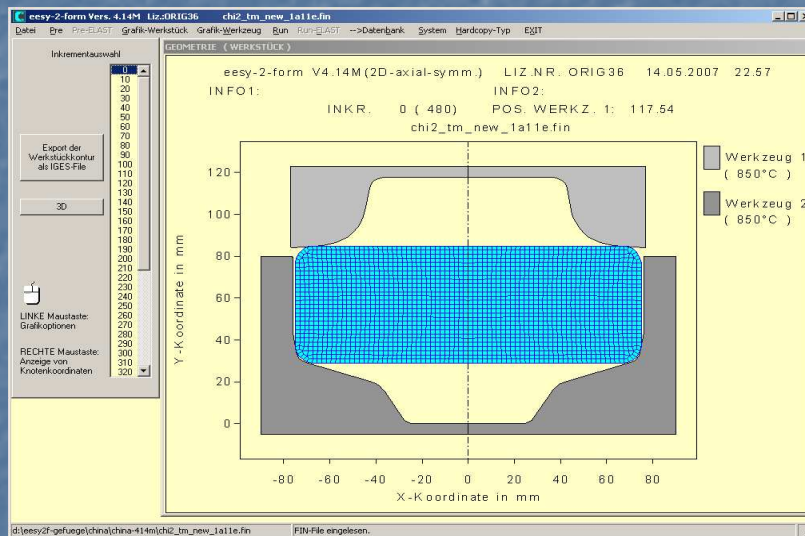 eesy-2-form Vers. 4.14M Liz.:ORIG36 chi2_tm_new_1a11e.fin
Datei Pre Pre-ELAST Grafik-Werkstück Grafik-Werkzeug Run Run-ELAST -->Datenbank System Hardcopy-Typ EXIT
Inkrementauswahl
0
10
20
30
40
50
60
70
80
90
100
110
120
130
140
150
160
170
180
190
200
210
220
230
240
250
260
270
280
290
300
310
320
Export der
Werkstückkontur
als IGES-File
3D
LINKE Maustaste:
Grafikoptionen
RECHTE Maustaste:
Anzeige von
Knotenkoordinaten
GEOMETRIE ( WERKSTÜCK )
eesy-2-form V4.14M(2D-axial-symm.) LIZ.NR. ORIG36 14.05.2007 22.57
INFO1: INFO2:
INKR. 0 ( 480) POS. WERKZ. 1: 117.54
chi2_tm_new_1a11e.fin
Y-Koordinate in mm
120
100
80
60
40
20
0
-80 -60 -40 -20 0 20 40 60 80
X-Koordinate in mm
Werkzeug 1
( 850°C )
Werkzeug 2
( 850°C )
d:\eesy2f-gefuege\china\china-414m\chi2_tm_new_1a11e.fin FIN-File eingelesen.